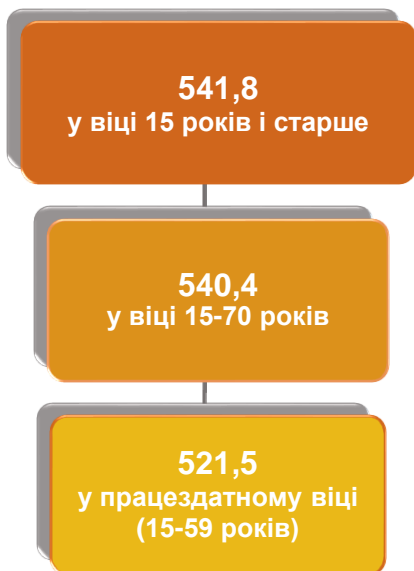 541,8
у віці 15 років і старше
540,4
у віці 15-70 років
521,5
у працездатному віці
(15-59 років)